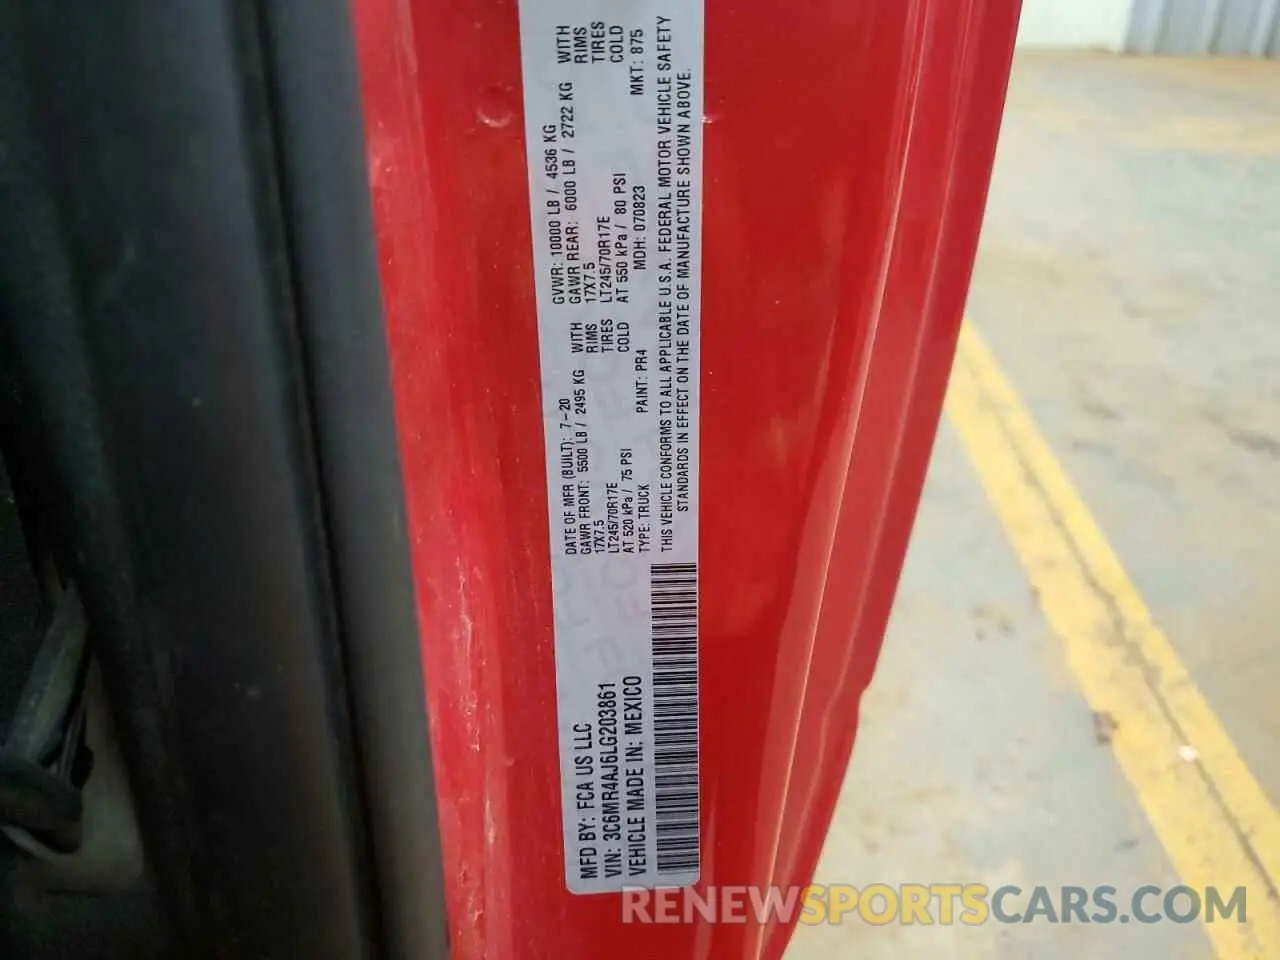 MFD BY: FCA US LLC
VIN: 3C6MR4AJ6LG203861
VEHICLE MADE IN: MEXICO
DATE OF MFR (BUILT): 7-20
GVWR: 10000 LB / 4536 KG
GAWR FRONT: 5500 LB / 2495 KG WITH
17X7.5 RIMS
LT245/70R17E TIRES
AT 520 kPa / 75 PSI COLD
GAWR REAR: 6000 LB / 2722 KG WITH
17X7.5 RIMS
LT245/70R17E TIRES
AT 550 kPa / 80 PSI COLD
TYPE: TRUCK PAINT: PR4 MDH: 070823 MKT: 875
THIS VEHICLE CONFORMS TO ALL APPLICABLE U.S.A. FEDERAL MOTOR VEHICLE SAFETY
STANDARDS IN EFFECT ON THE DATE OF MANUFACTURE SHOWN ABOVE.
RENEWSPORTSCARS.COM